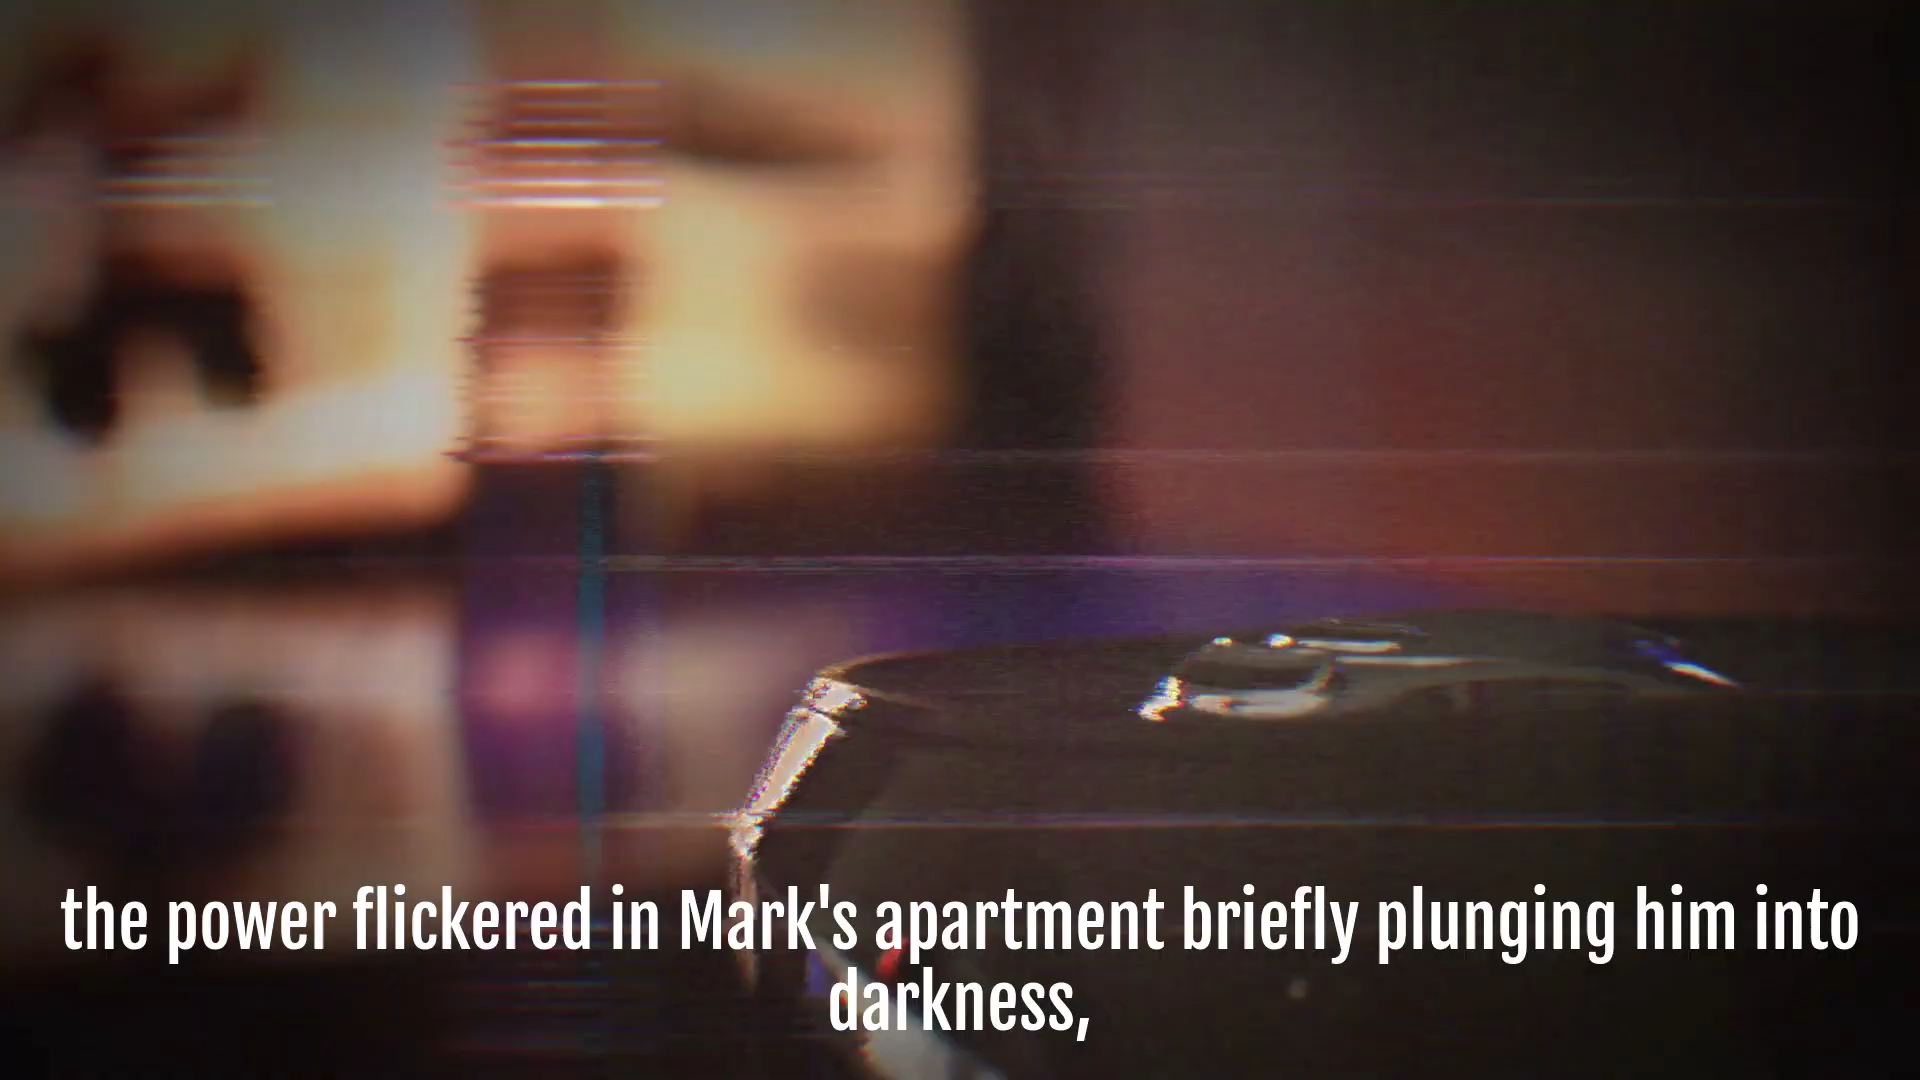 the power flickered in Mark's apartment briefly plunging him into
darkness,